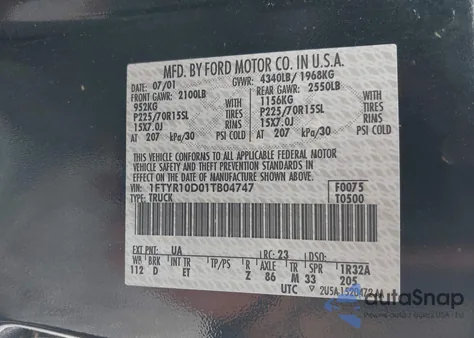 MFD. BY FORD MOTOR CO. IN U.S.A.
DATE: 07/01 GVWR: 4340LB/ 1968KG
FRONT GAWR: 2100LB REAR GAWR: 2550LB
952KG WITH 1156KG WITH
P225/70R15SL TIRES P225/70R15SL TIRES
15X7.0J RIMS 15X7.0J RIMS
AT 207 kPa/30 PSI COLD AT 207 kPa/30 PSI COLD
THIS VEHICLE CONFORMS TO ALL APPLICABLE FEDERAL MOTOR
VEHICLE SAFETY AND THEFT PREVENTION STANDARDS IN EFFECT
ON THE DATE OF MANUFACTURE SHOWN ABOVE.
VIN: 1FTYR10D01TB04747 F0075
TYPE: TRUCK T0500
EXT PNT: UA RC: 23 DSO:
WB BRK INT TR TP/PS R AXLE TR SPR 1R32A
112 D ET Z 86 M 33 205
UTC
autoSnap